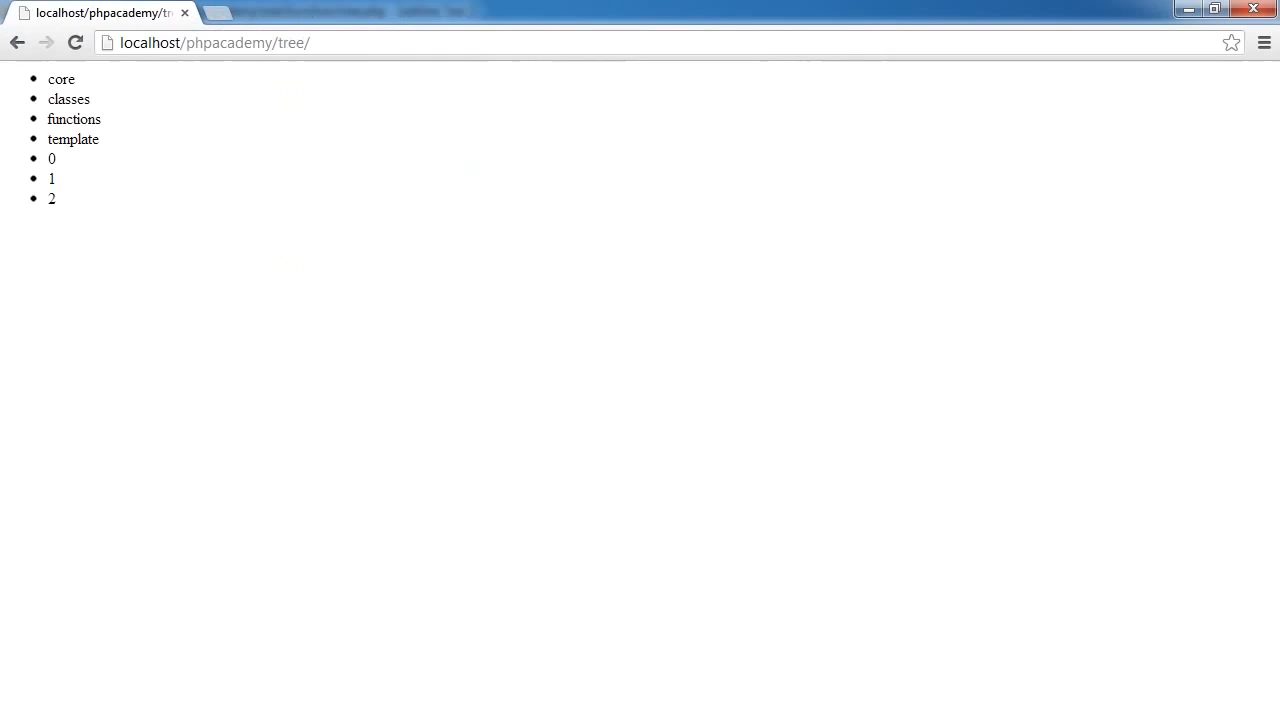 localhost/phpacademy/tr
localhost/phpacademy/tree/
core
classes
functions
template
0
1
2